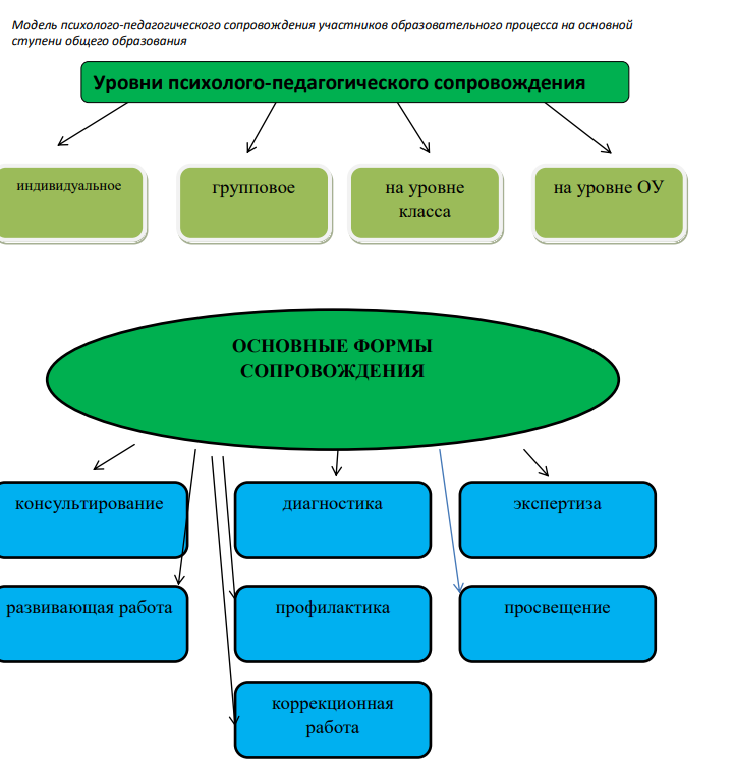 Модель психолого-педагогического сопровождения участников образовательного процесса на основной
ступени общего образования
Уровни психолого-педагогического сопровождения
индивидуальное
групповое
на уровне
класса
на уровне ОУ
ОСНОВНЫЕ ФОРМЫ
СОПРОВОЖДЕНИЯ
консультирование
диагностика
экспертиза
развивающая работа
профилактика
просвещение
коррекционная
работа